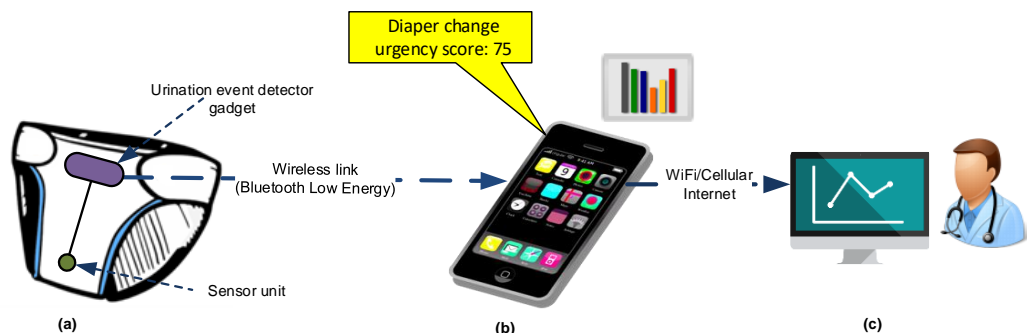 Diaper change
urgency score: 75
Urination event detector
gadget
Wireless link
(Bluetooth Low Energy)
WiFi/Cellular
Internet
Sensor unit
9
(a)
(b)
(c)